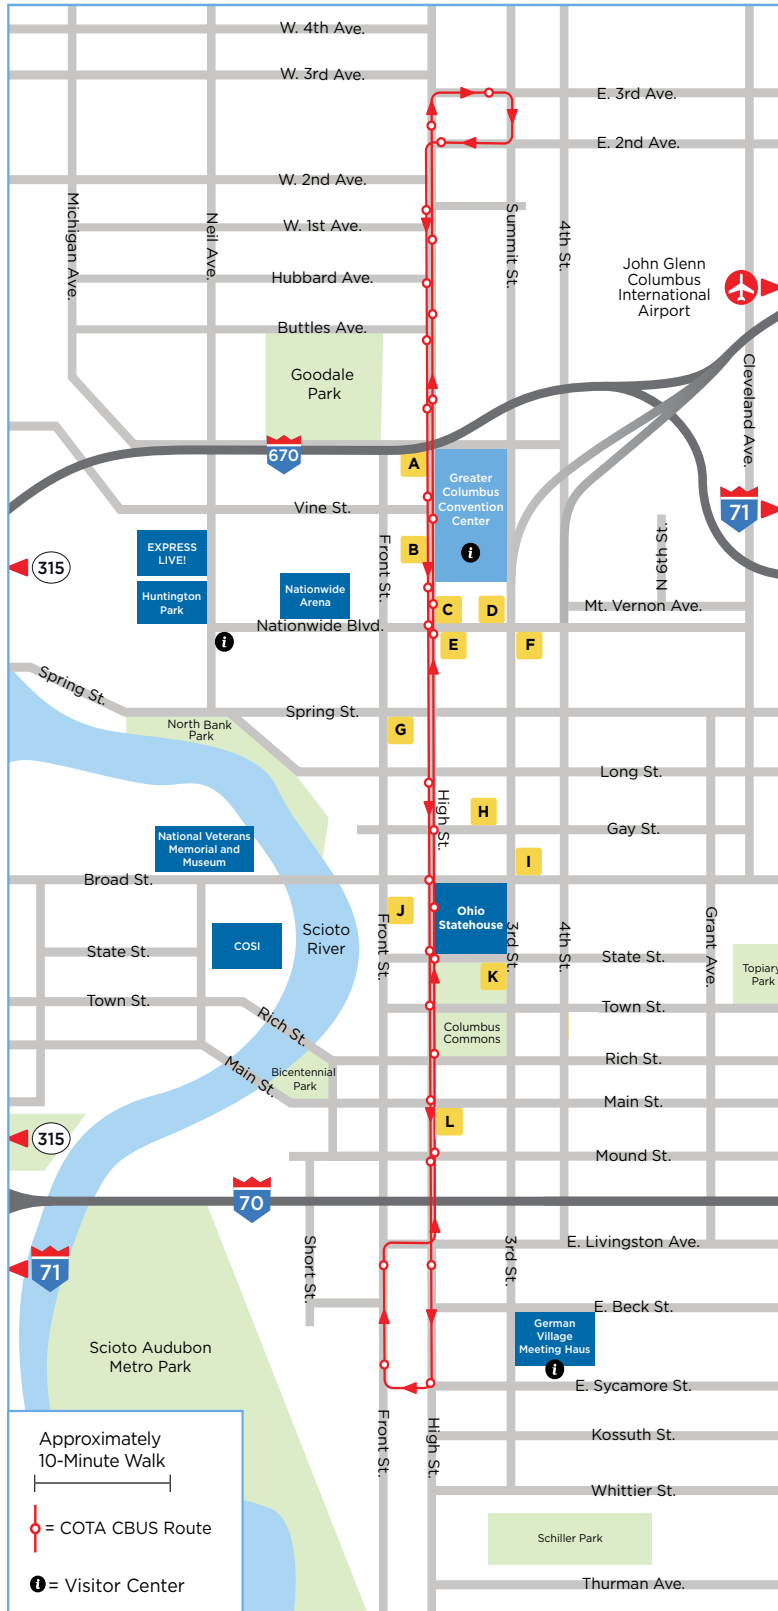 W. 4th Ave.
W. 3rd Ave.
E. 3rd Ave.
E. 2nd Ave.
W. 2nd Ave.
Michigan Ave.
Neil Ave.
Summit St.
4th St.
W. 1st Ave.
Hubbard Ave.
John Glenn
Columbus
International
Airport
Buttles Ave.
Goodale
Park
Cleveland Ave.
670
A
Greater
Columbus
Convention
Center
i
71
Vine St.
Front St.
N 6th St.
EXPRESS
LIVE!
B
315
Huntington
Park
Nationwide
Arena
C
D
Mt. Vernon Ave.
Nationwide Blvd.
i
E
F
Spring St.
Spring St.
North Bank
Park
G
Long St.
High St.
H
Gay St.
National Veterans
Memorial and
Museum
I
Broad St.
J
Ohio
Statehouse
Front St.
3rd St.
4th St.
Grant Ave.
Scioto
River
COSI
State St.
State St.
K
Topiary
Park
Town St.
Town St.
Rich St.
Columbus
Commons
Rich St.
Main St.
Bicentennial
Park
Main St.
L
315
Mound St.
70
Short St.
3rd St.
E. Livingston Ave.
71
E. Beck St.
German
Village
Meeting Haus
i
Scioto Audubon
Metro Park
E. Sycamore St.
Front St.
High St.
Kossuth St.
Approximately
10-Minute Walk
Whittier St.
= COTA CBUS Route
Schiller Park
i = Visitor Center
Thurman Ave.